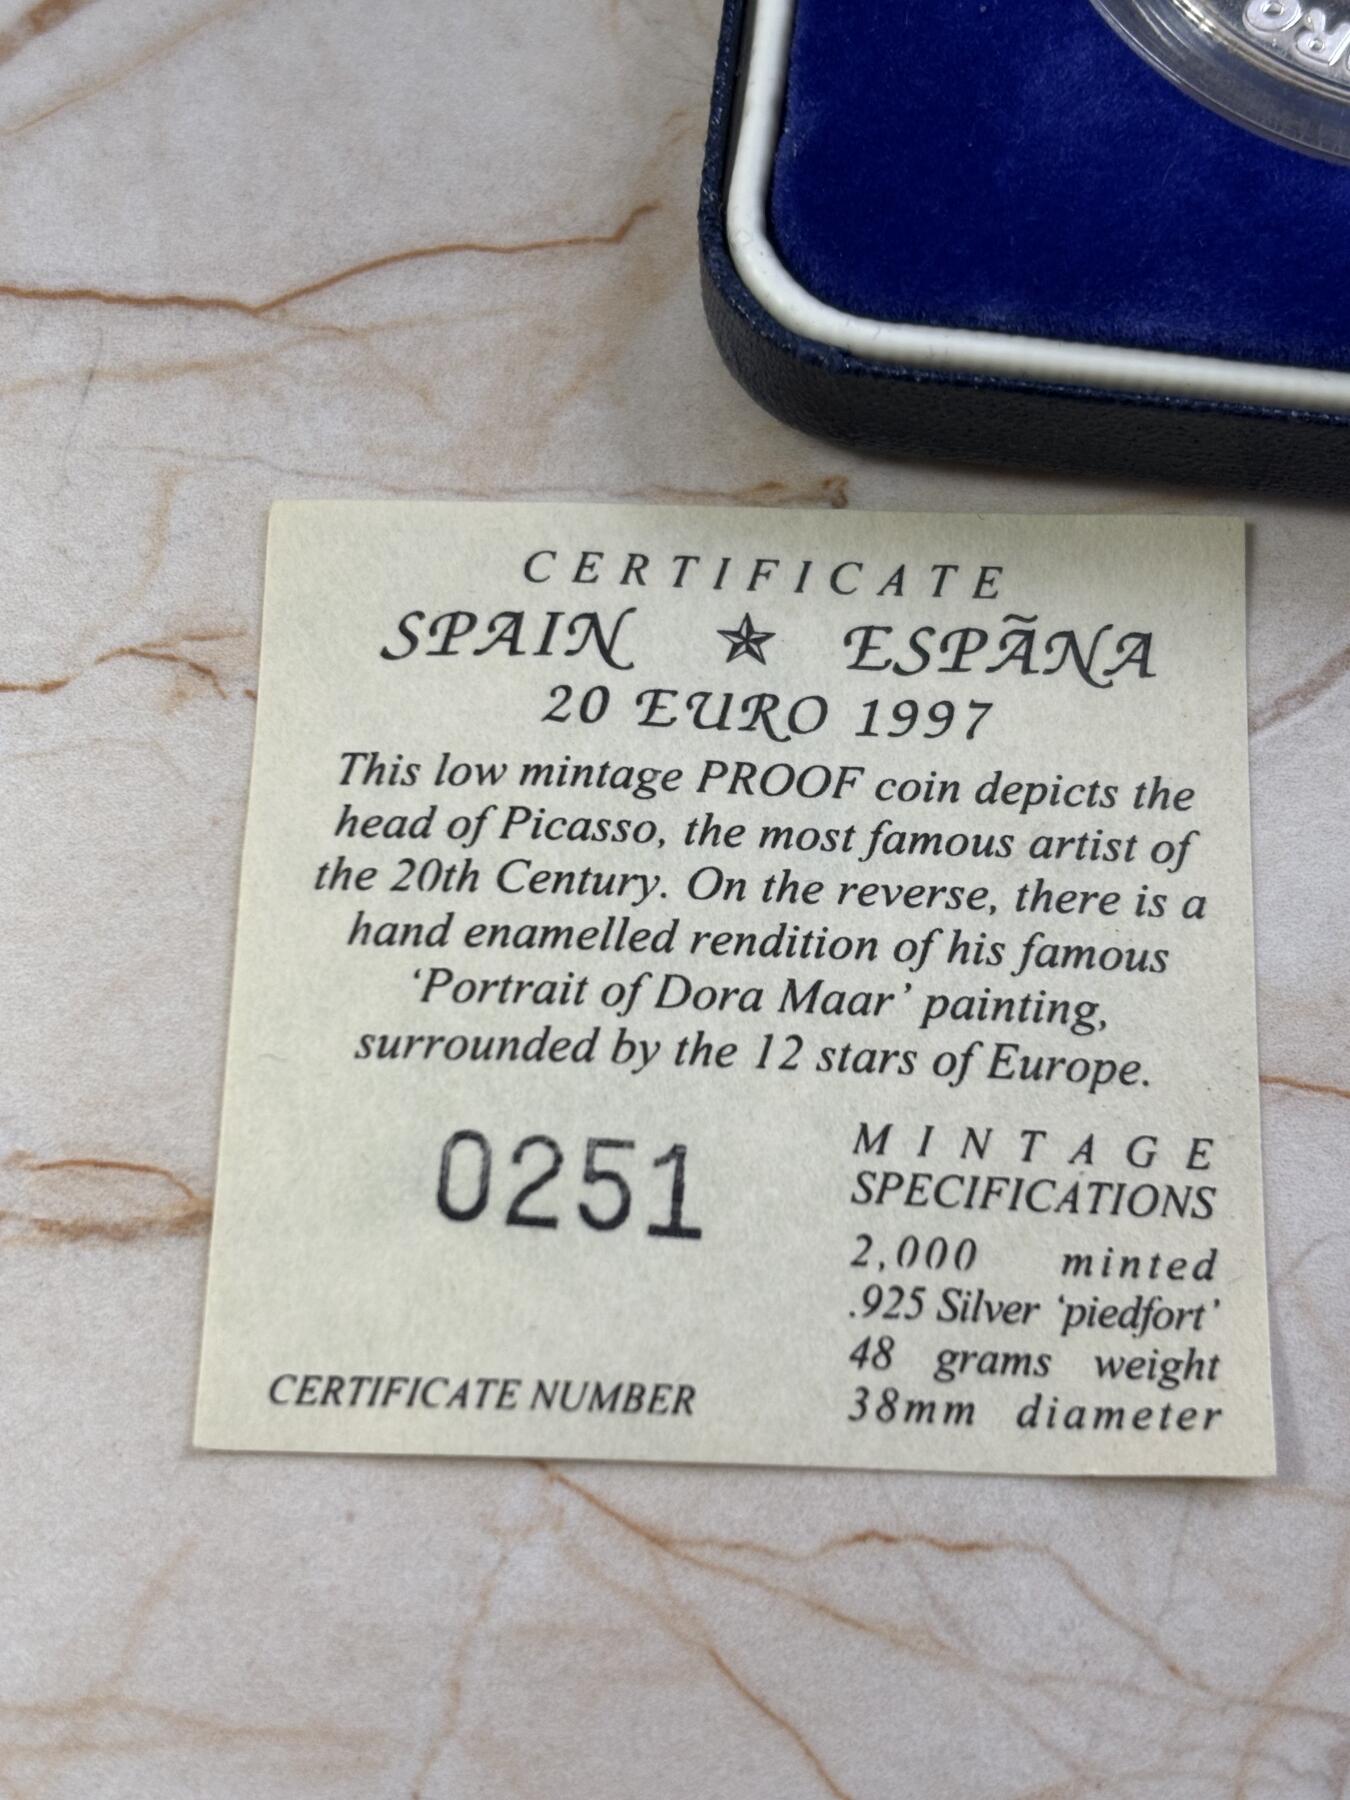 URO
CERTIFICATE
SPAIN ESPÃNA
20 EURO 1997
This low mintage PROOF coin depicts the
head of Picasso, the most famous artist of
the 20th Century. On the reverse, there is a
hand enamelled rendition of his famous
‘Portrait of Dora Maar’ painting,
surrounded by the 12 stars of Europe.
0251
CERTIFICATE NUMBER
MINTAGE
SPECIFICATIONS
2,000 minted
.925 Silver ‘piedfort’
48 grams weight
38mm diameter